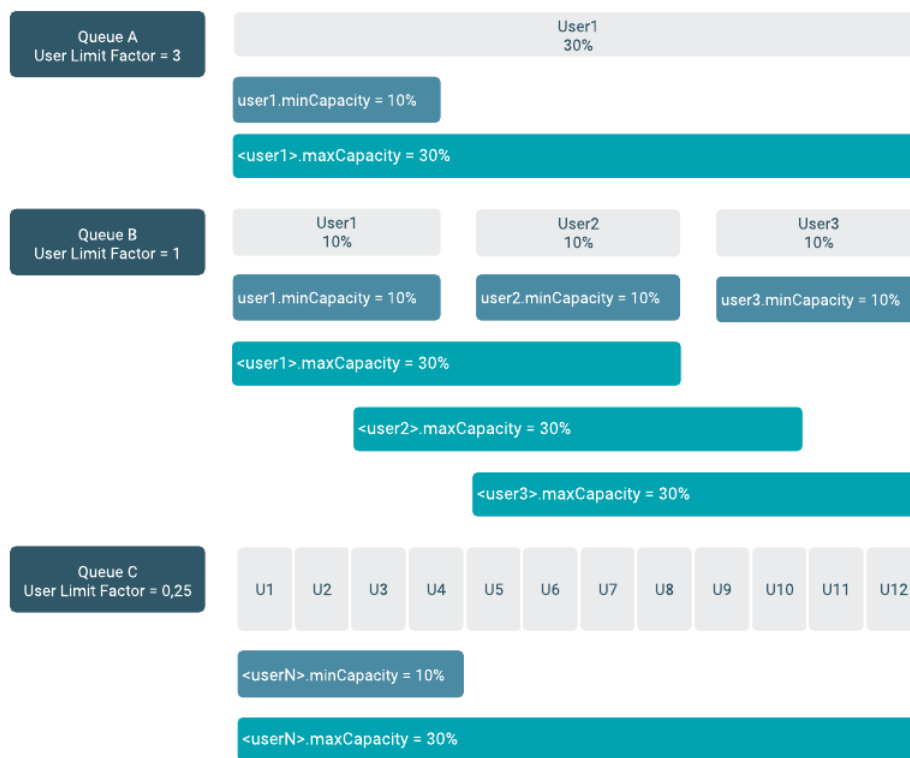 Queue A
User Limit Factor = 3
User1
30%
user1.minCapacity = 10%
<user1>.maxCapacity = 30%
Queue B
User Limit Factor = 1
User1
10%
User2
10%
User3
10%
user1.minCapacity = 10%
user2.minCapacity = 10%
user3.minCapacity = 10%
<user1>.maxCapacity = 30%
<user2>.maxCapacity = 30%
<user3>.maxCapacity = 30%
Queue C
User Limit Factor = 0,25
U1
U2
U3
U4
U5
U6
U7
U8
U9
U10
U11
U12
<userN>.minCapacity = 10%
<userN>.maxCapacity = 30%